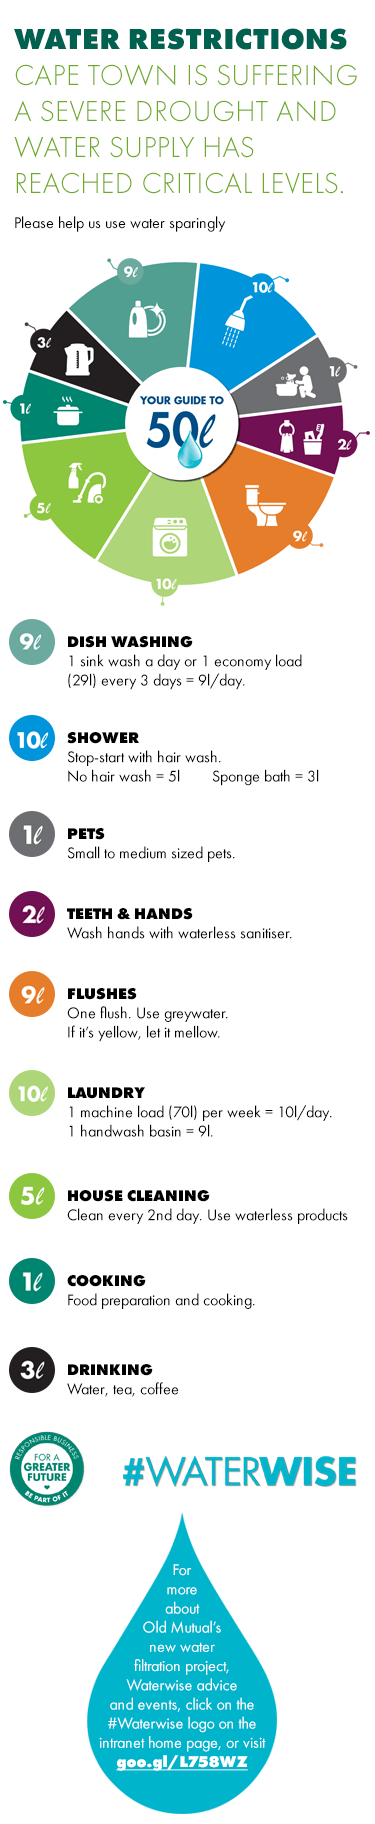 WATER RESTRICTIONS
CAPE TOWN IS SUFFERING
A SEVERE DROUGHT AND
WATER SUPPLY HAS
REACHED CRITICAL LEVELS.
Please help us use water sparingly
9ℓ
10ℓ
3ℓ
1ℓ
1ℓ
YOUR GUIDE TO
50ℓ
2ℓ
5ℓ
9ℓ
10ℓ
9ℓ
DISH WASHING
1 sink wash a day or 1 economy load
(29l) every 3 days = 9l/day.
10ℓ
SHOWER
Stop-start with hair wash.
No hair wash = 5l Sponge bath = 3l
1ℓ
PETS
Small to medium sized pets.
2ℓ
TEETH & HANDS
Wash hands with waterless sanitiser.
9ℓ
FLUSHES
One flush. Use greywater.
If it's yellow, let it mellow.
10ℓ
LAUNDRY
1 machine load (70l) per week = 10l/day.
1 handwash basin = 9l.
5ℓ
HOUSE CLEANING
Clean every 2nd day. Use waterless products
1ℓ
COOKING
Food preparation and cooking.
3ℓ
DRINKING
Water, tea, coffee
RESPONSIBLE BUSINESS
FOR A
GREATER
FUTURE
BE PART OF IT
#WATERWISE
For
more
about
Old Mutual's
new water
filtration project,
Waterwise advice
and events, click on the
#Waterwise logo on the
intranet home page, or visit
goo.gl/L758WZ